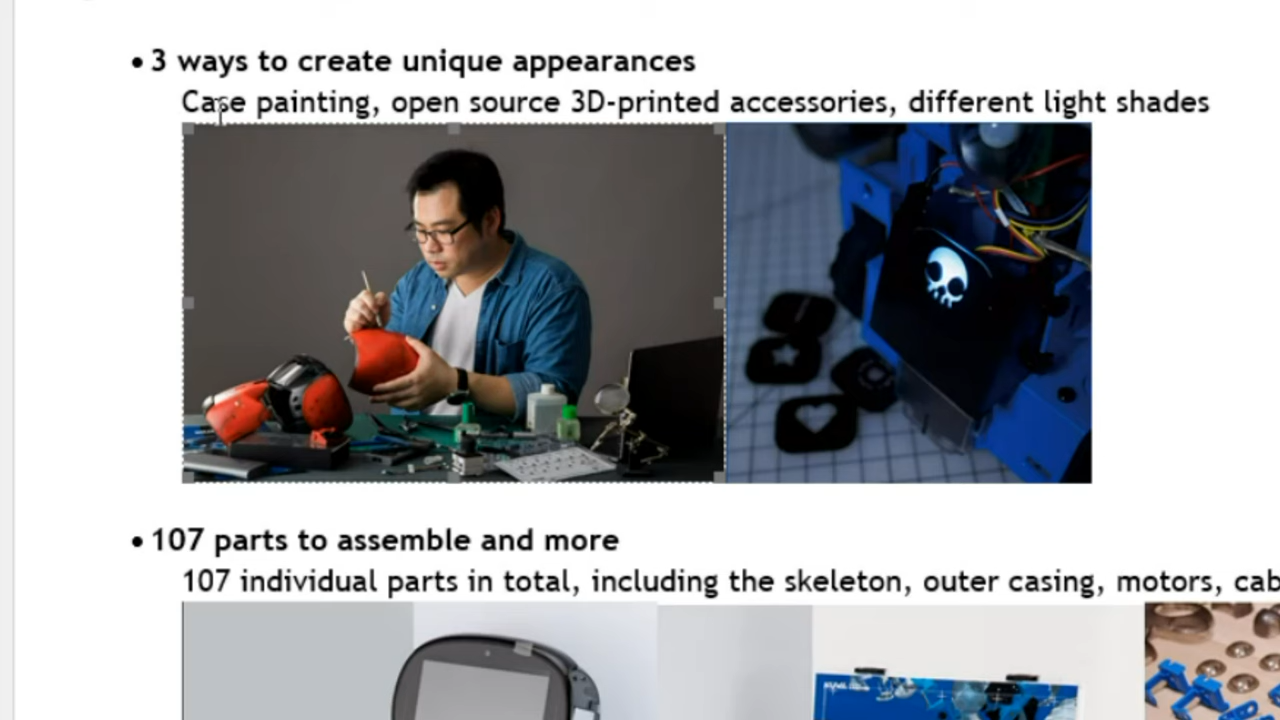 • 3 ways to create unique appearances
Case painting, open source 3D-printed accessories, different light shades
• 107 parts to assemble and more
107 individual parts in total, including the skeleton, outer casing, motors, cab